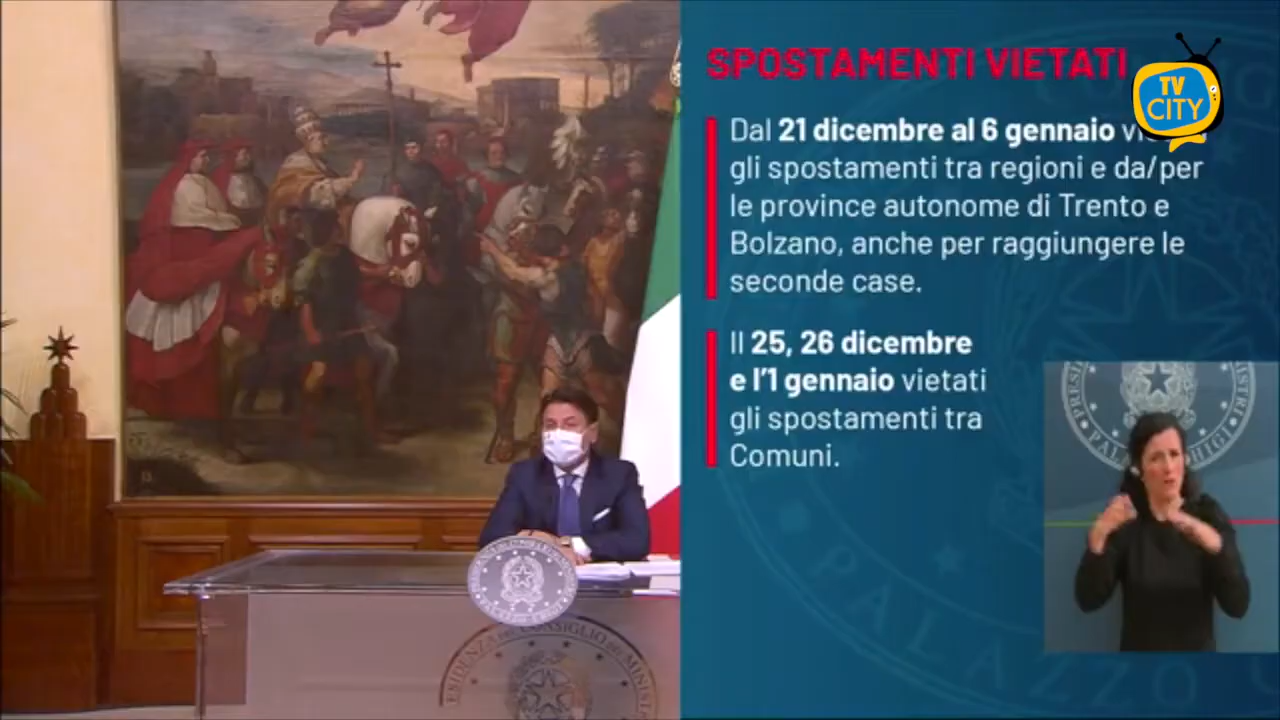 SPOSTAMENTI VIETATI
TV
CITY
Dal 21 dicembre al 6 gennaio
gli spostamenti tra regioni e da/per
le province autonome di Trento e
Bolzano, anche per raggiungere le
seconde case.
Il 25, 26 dicembre
e l'1 gennaio vietati
gli spostamenti tra
Comuni.
PALAZZO